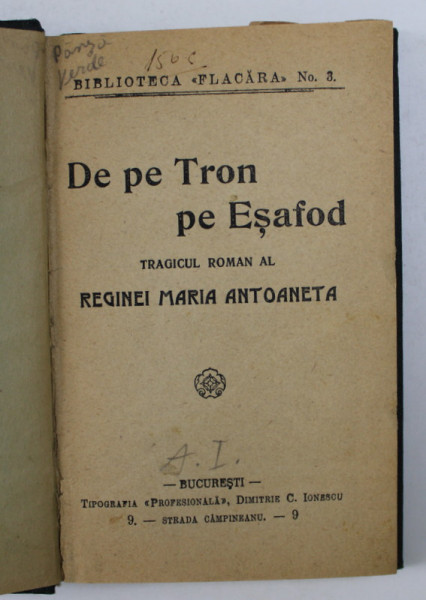 Panza
Verde
BIBLIOTECA «FLACĂRA» No. 3.
De pe Tron
pe Eșafod
TRAGICUL ROMAN AL
REGINEI MARIA ANTOANETA
A. I.
— BUCUREȘTI —
TIPOGRAFIA «PROFESIONALĂ», DIMITRIE C. IONESCU
9. — STRADA CÂMPINEANU. — 9